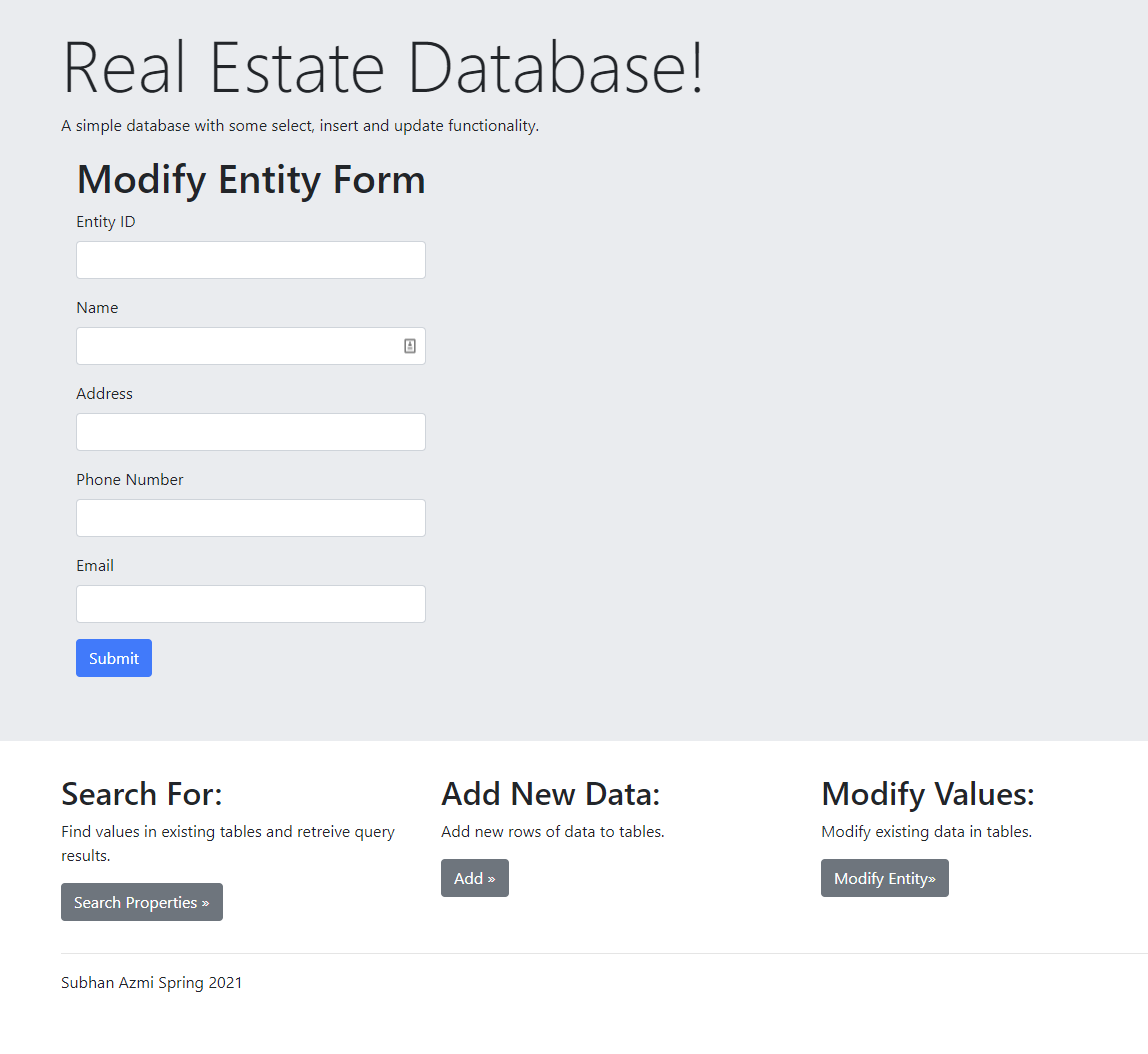 Real Estate Database!
A simple database with some select, insert and update functionality.
Modify Entity Form
Entity ID
Name
Address
Phone Number
Email
Submit
Search For:
Find values in existing tables and retreive query
results.
Search Properties »
Add New Data:
Add new rows of data to tables.
Add »
Modify Values:
Modify existing data in tables.
Modify Entity»
Subhan Azmi Spring 2021